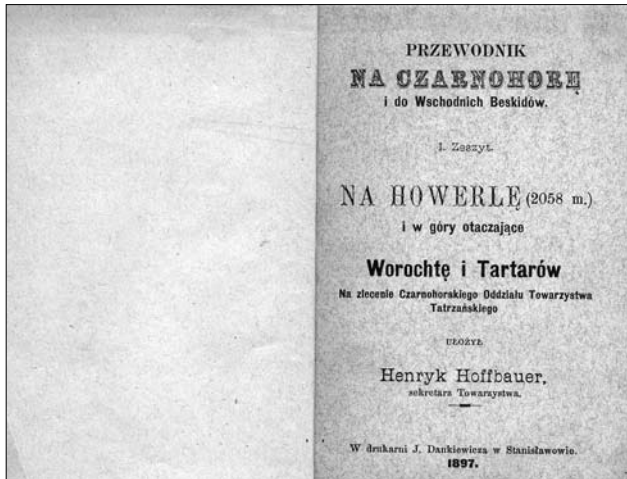 PRZEWODNIK
NA CZARNOHORĘ
i do Wschodnich Beskidów.
1. Zeszyt.
NA HOWERLĘ (2058 m.)
i w góry otaczające
Worochtę i Tartarów
Na zlecenie Czarnohorskiego Oddziału Towarzystwa
Tatrzańskiego
UŁOŻYŁ
Henryk Hoffbauer,
sekretarz Towarzystwa.
W drukarni J. Dankiewicza w Stanisławowie.
1897.